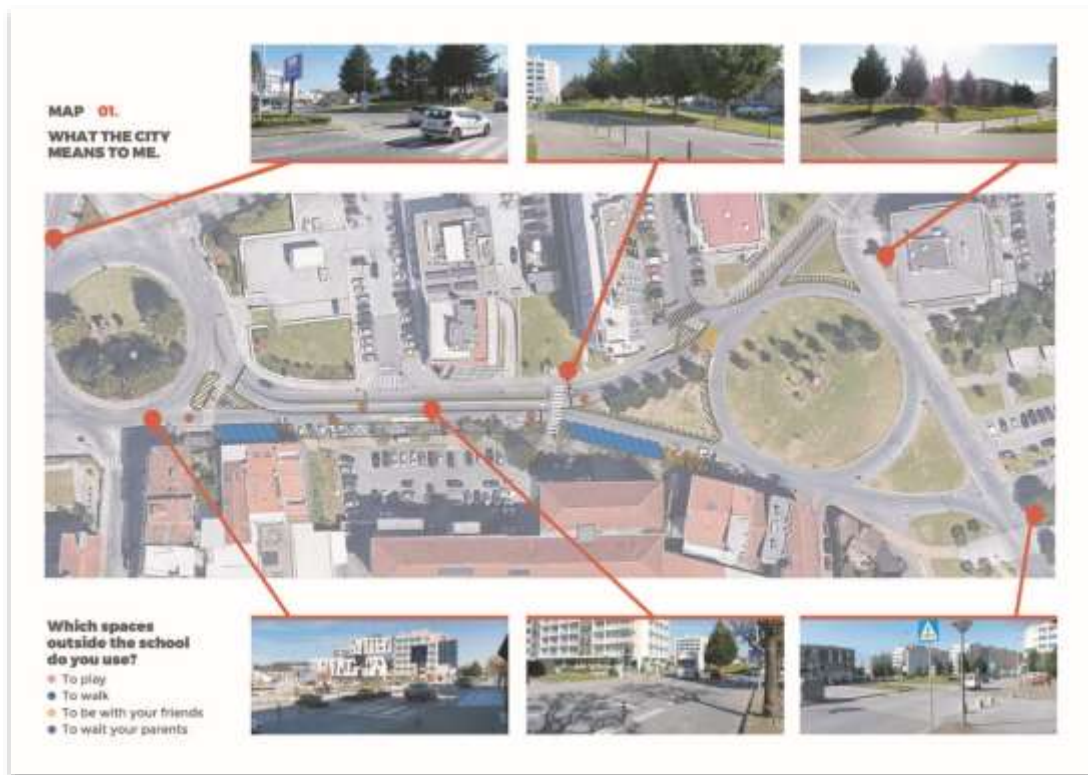 MAP 01.
WHAT THE CITY
MEANS TO ME.
Which spaces
outside the school
do you use?
To play
To walk
To be with your friends
To wait your parents